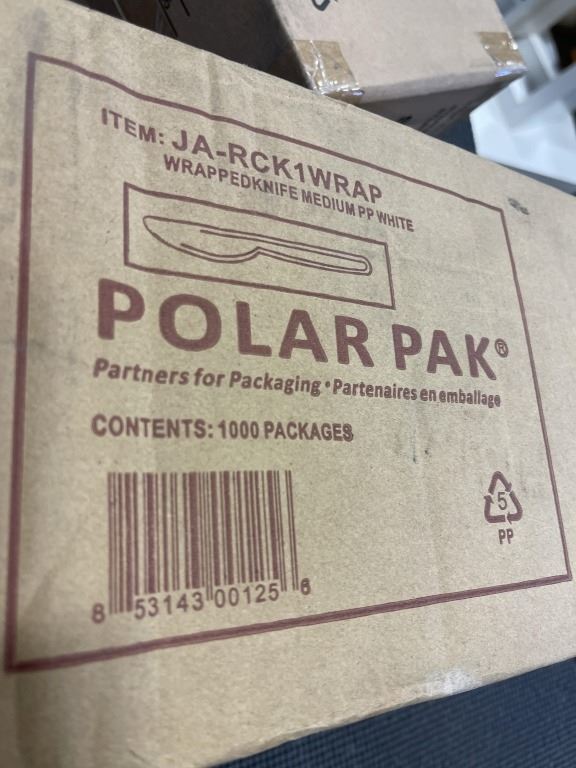 ITEM: JA-RCK1WRAP
WRAPPEDKNIFE MEDIUM PP WHITE
POLAR PAK®
Partners for Packaging • Partenaires en emballage
CONTENTS: 1000 PACKAGES
5
PP
8 53143 00125 6